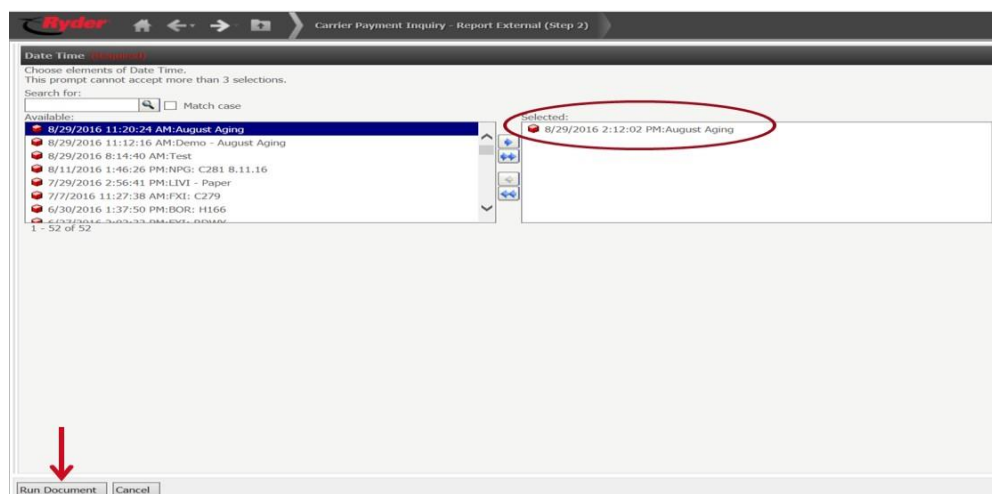 Ryder
Carrier Payment Inquiry - Report External (Step 2)
Date Time (Required)
Choose elements of Date Time.
This prompt cannot accept more than 3 selections.
Search for:
Match case
Available:
Selected:
8/29/2016 11:20:24 AM:August Aging
8/29/2016 2:12:02 PM:August Aging
8/29/2016 11:12:16 AM:Demo - August Aging
8/29/2016 8:14:40 AM:Test
8/11/2016 1:46:26 PM:NPG: C281 8.11.16
7/29/2016 2:56:41 PM:LIVI - Paper
7/7/2016 11:27:38 AM:FXI: C279
6/30/2016 1:37:50 PM:BOR: H166
1 - 52 of 52
Run Document
Cancel